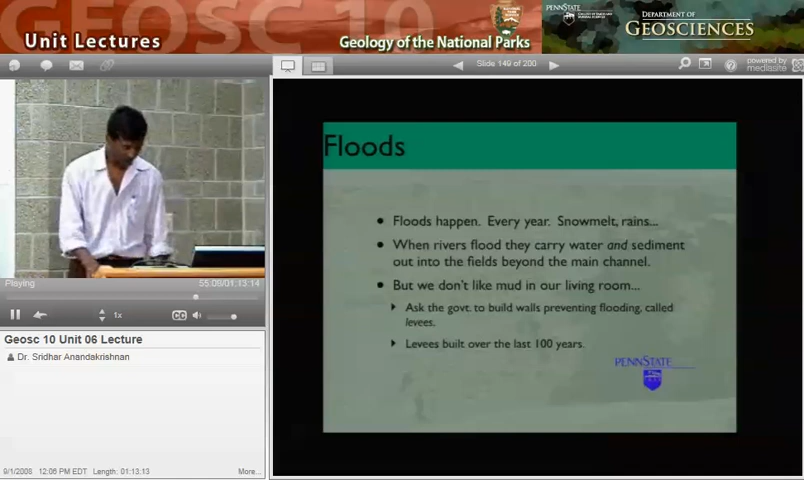 GEOSC 10
Unit Lectures
Geology of the National Parks
PENNSTATE
DEPARTMENT OF
GEOSCIENCES
Slide 149 of 200
powered by
mediasite
Floods
Floods happen. Every year. Snowmelt, rains...
When rivers flood they carry water and sediment
out into the fields beyond the main channel.
But we don't like mud in our living room...
Ask the govt. to build walls preventing flooding, called
levees.
Levees built over the last 100 years.
PENNSTATE
Playing
55:09/01:13:14
1x
CC
Geosc 10 Unit 06 Lecture
Dr. Sridhar Anandakrishnan
9/1/2008 12:06 PM EDT Length: 01:13:13
More...